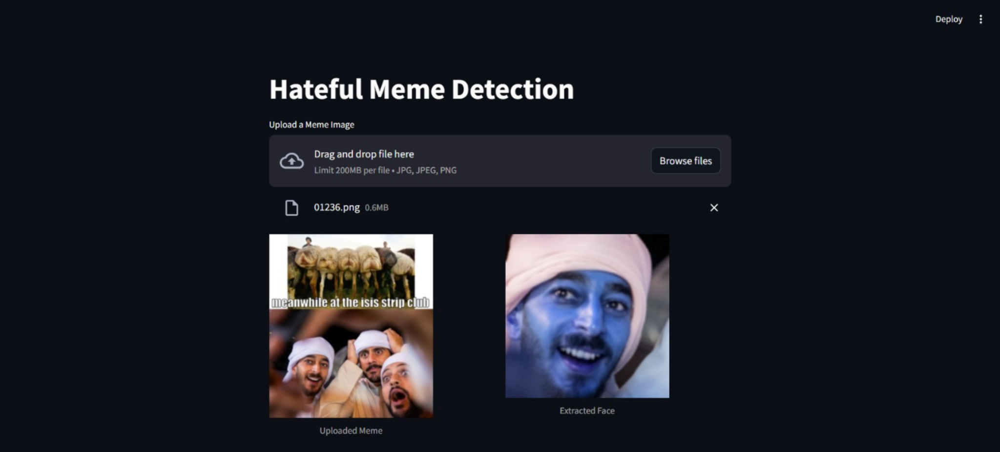 Deploy
Hateful Meme Detection
Upload a Meme Image
Drag and drop file here
Limit 200MB per file • JPG, JPEG, PNG
Browse files
01236.png 0.6MB
meanwhile at the isis strip club
Uploaded Meme
Extracted Face